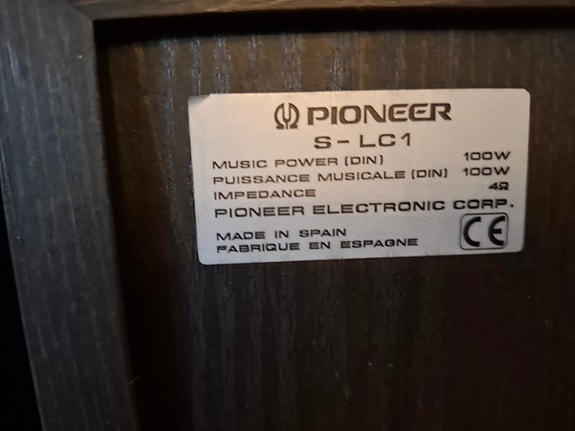 PIONEER
S-LC1
MUSIC POWER (DIN) 100W
PUISSANCE MUSICALE (DIN) 100W
IMPEDANCE 4Ω
PIONEER ELECTRONIC CORP.
MADE IN SPAIN
FABRIQUE EN ESPAGNE
CE